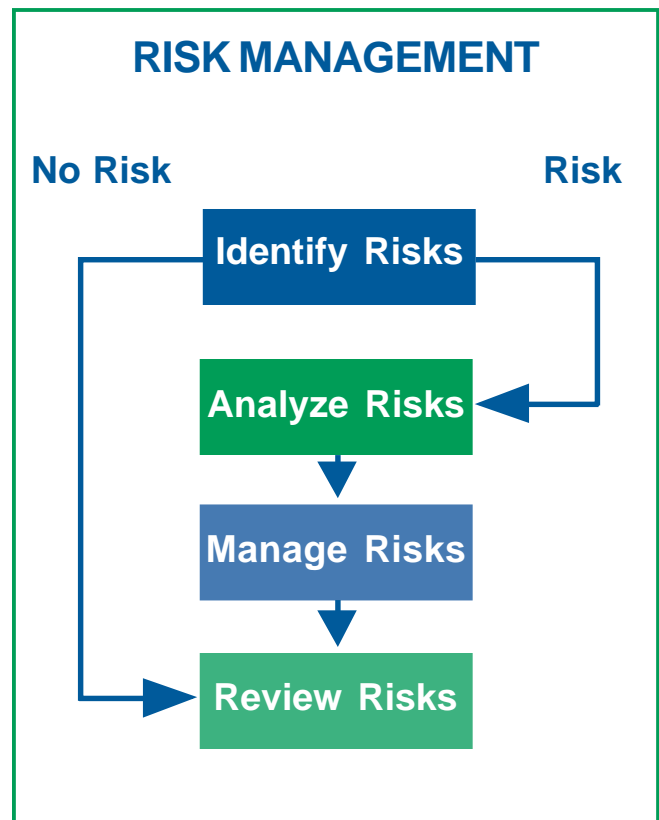 RISK MANAGEMENT
No Risk
Risk
Identify Risks
Analyze Risks
Manage Risks
Review Risks